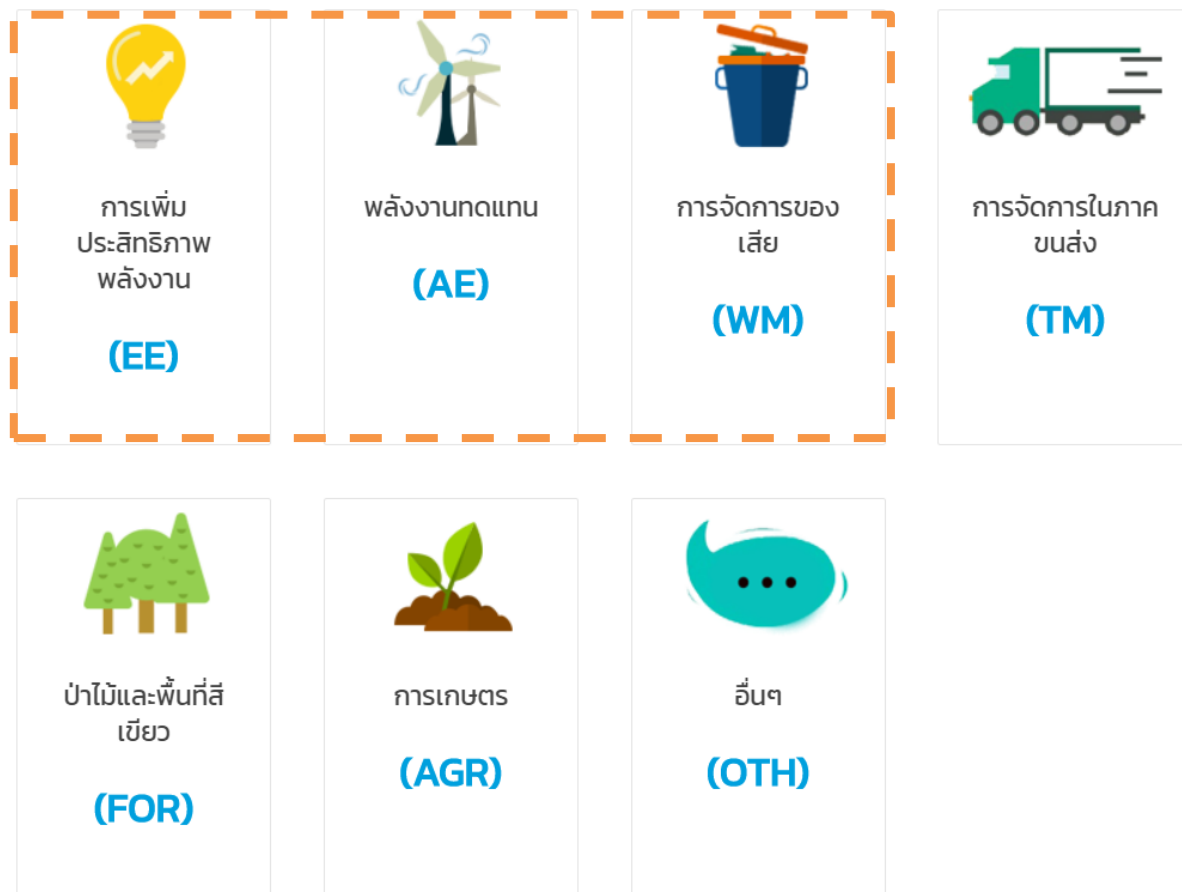 การเพิ่ม
ประสิทธิภาพ
พลังงาน
(EE)
พลังงานทดแทน
(AE)
การจัดการของ
เสีย
(WM)
การจัดการในภาค
ขนส่ง
(TM)
ป่าไม้และพื้นที่สี
เขียว
(FOR)
การเกษตร
(AGR)
อื่นๆ
(OTH)